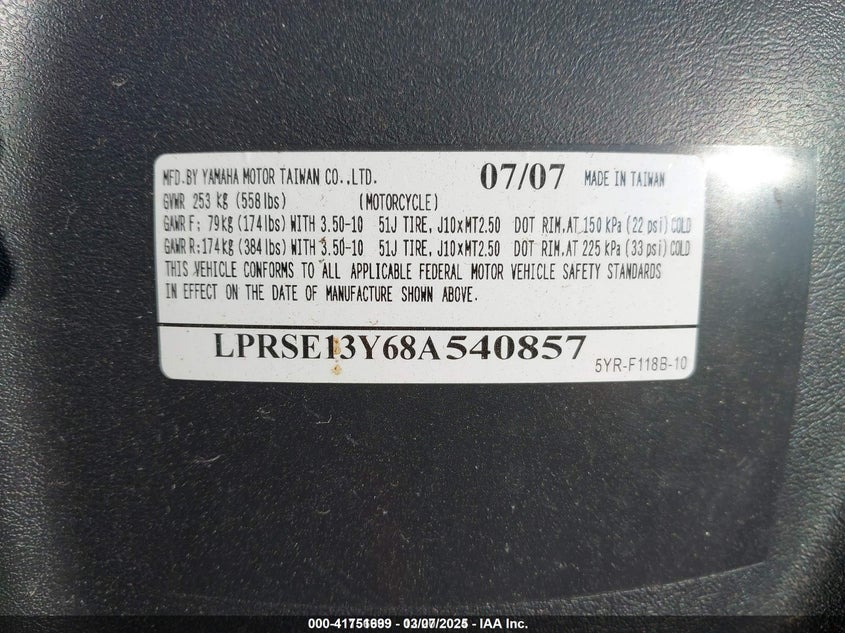 MFD.BY YAMAHA MOTOR TAIWAN CO.,LTD. 07/07 MADE IN TAIWAN
GVWR 253 kg (558 lbs) (MOTORCYCLE)
GAWR F: 79kg (174 lbs) WITH 3.50-10 51J TIRE, J10xMT2.50 DOT RIM,AT 150 kPa (22 psi) COLD
GAWR R:174kg (384 lbs) WITH 3.50-10 51J TIRE, J10xMT2.50 DOT RIM,AT 225 kPa (33 psi) COLD
THIS VEHICLE CONFORMS TO ALL APPLICABLE FEDERAL MOTOR VEHICLE SAFETY STANDARDS
IN EFFECT ON THE DATE OF MANUFACTURE SHOWN ABOVE.
LPRSE13Y68A540857
5YR-F118B-10
- IAA Inc.